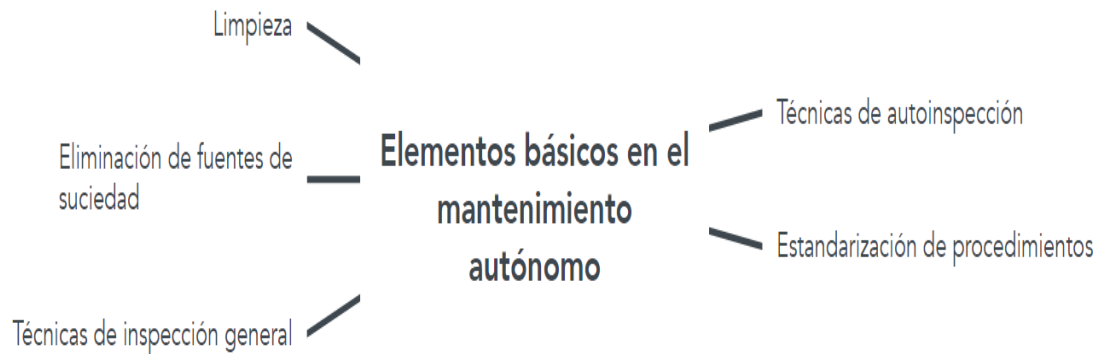 Limpieza
Eliminación de fuentes de
suciedad
Técnicas de inspección general
Elementos básicos en el
mantenimiento
autónomo
Técnicas de autoinspección
Estandarización de procedimientos